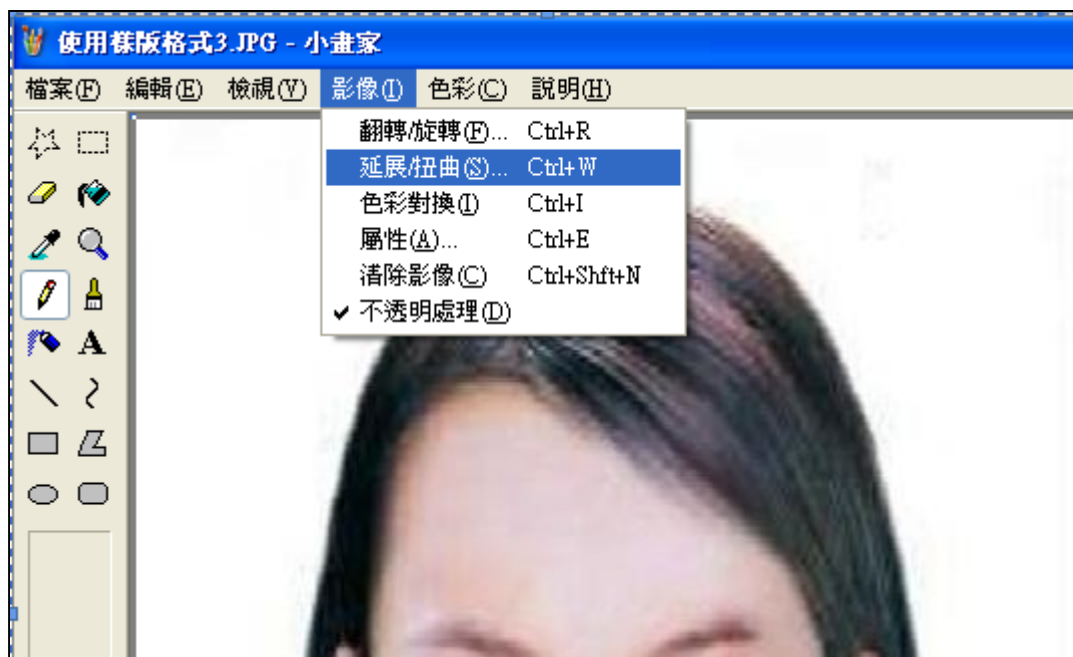 使用樣版格式3.JPG - 小畫家
檔案(F) 編輯(E) 檢視(V) 影像(I) 色彩(C) 說明(H)
翻轉/旋轉(F)... Ctrl+R
延展/扭曲(S)... Ctrl+W
色彩對換(I) Ctrl+I
屬性(A)... Ctrl+E
清除影像(C) Ctrl+Shft+N
✓ 不透明處理(D)
A